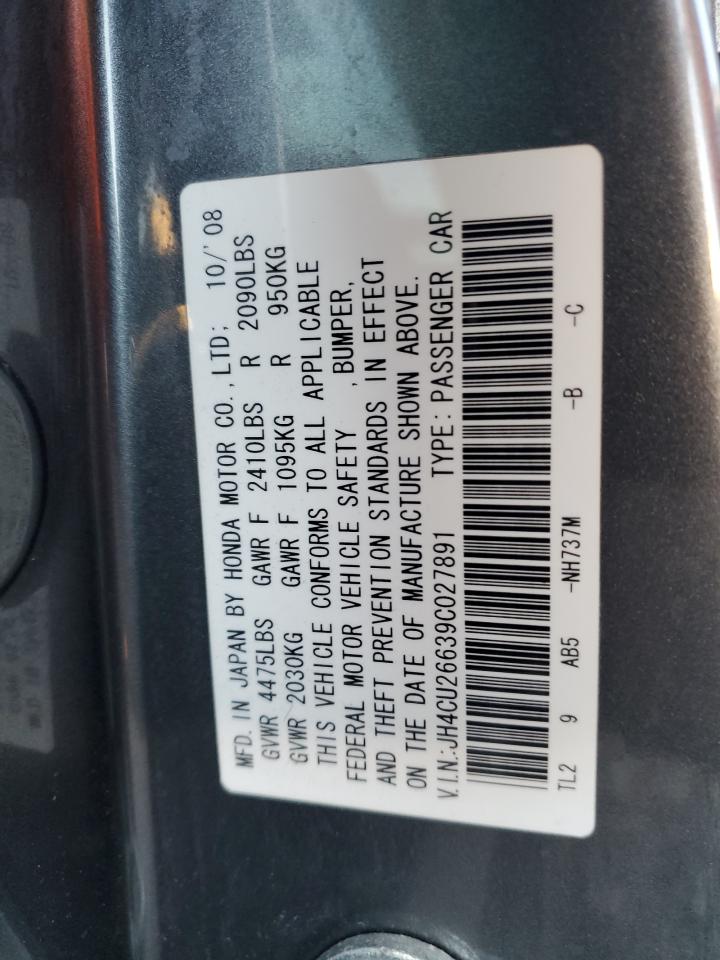 MFD. IN JAPAN BY HONDA MOTOR CO., LTD; 10/'08
GVWR 4475LBS GAWR F 2410LBS R 2090LBS
GVWR 2030KG GAWR F 1095KG R 950KG
THIS VEHICLE CONFORMS TO ALL APPLICABLE
FEDERAL MOTOR VEHICLE SAFETY , BUMPER,
AND THEFT PREVENTION STANDARDS IN EFFECT
ON THE DATE OF MANUFACTURE SHOWN ABOVE.
V.I.N.:JH4CU26639C027891 TYPE: PASSENGER CAR
TL2 9 AB5 -NH737M -B -C